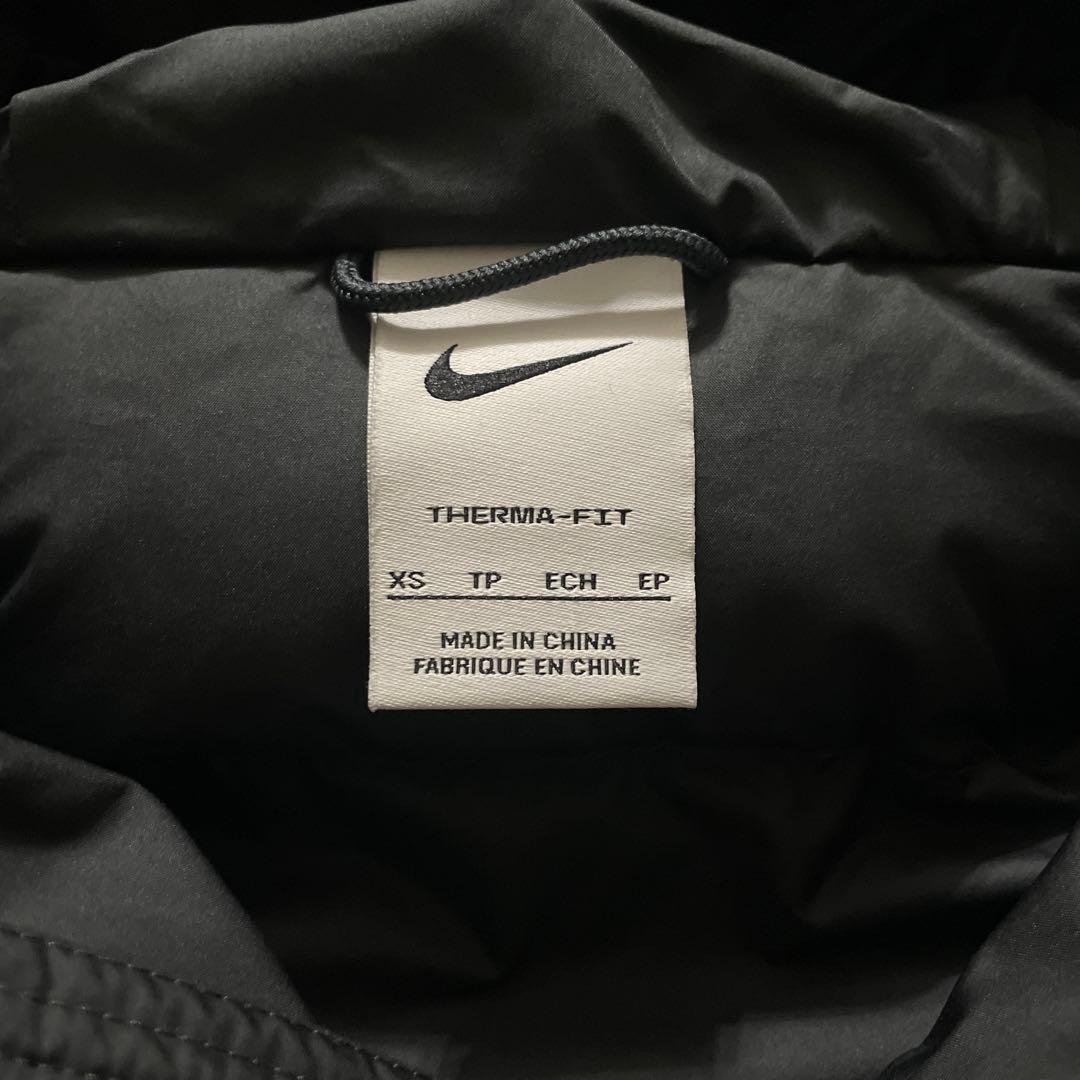 THERMA-FIT
XS TP ECH EP
MADE IN CHINA
FABRIQUE EN CHINE